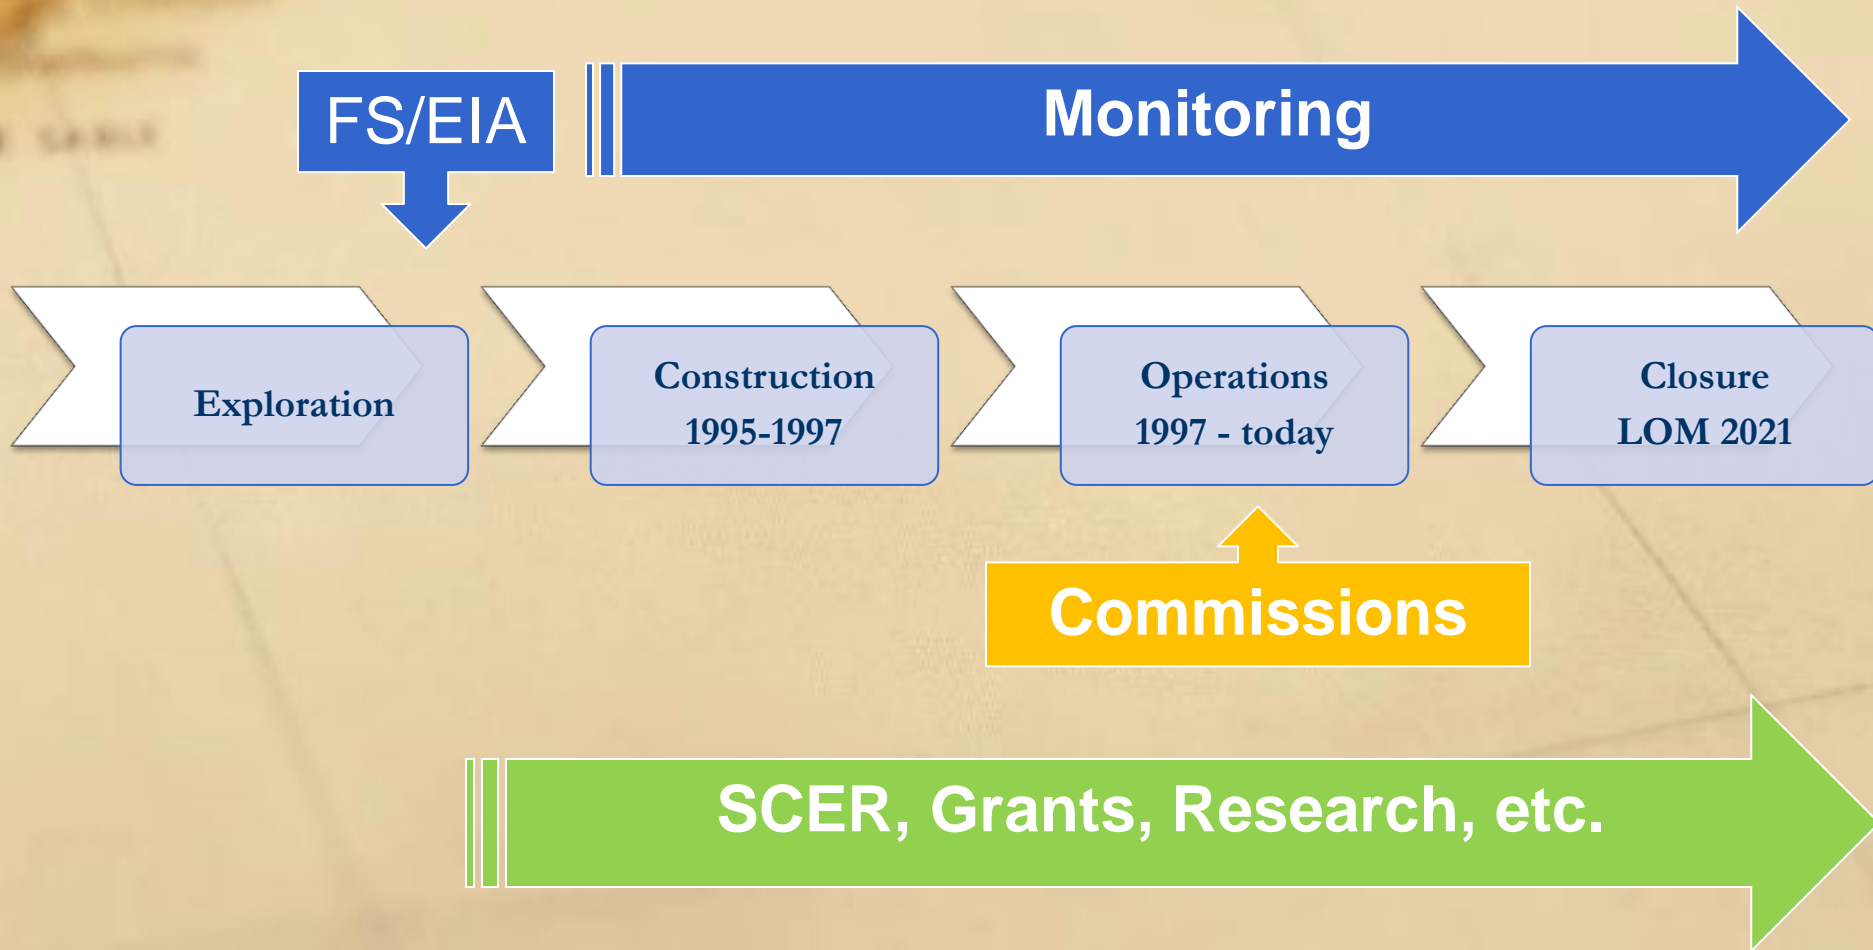 FS/EIA
Monitoring
Exploration
Construction
1995-1997
Operations
1997 - today
Closure
LOM 2021
Commissions
SCER, Grants, Research, etc.